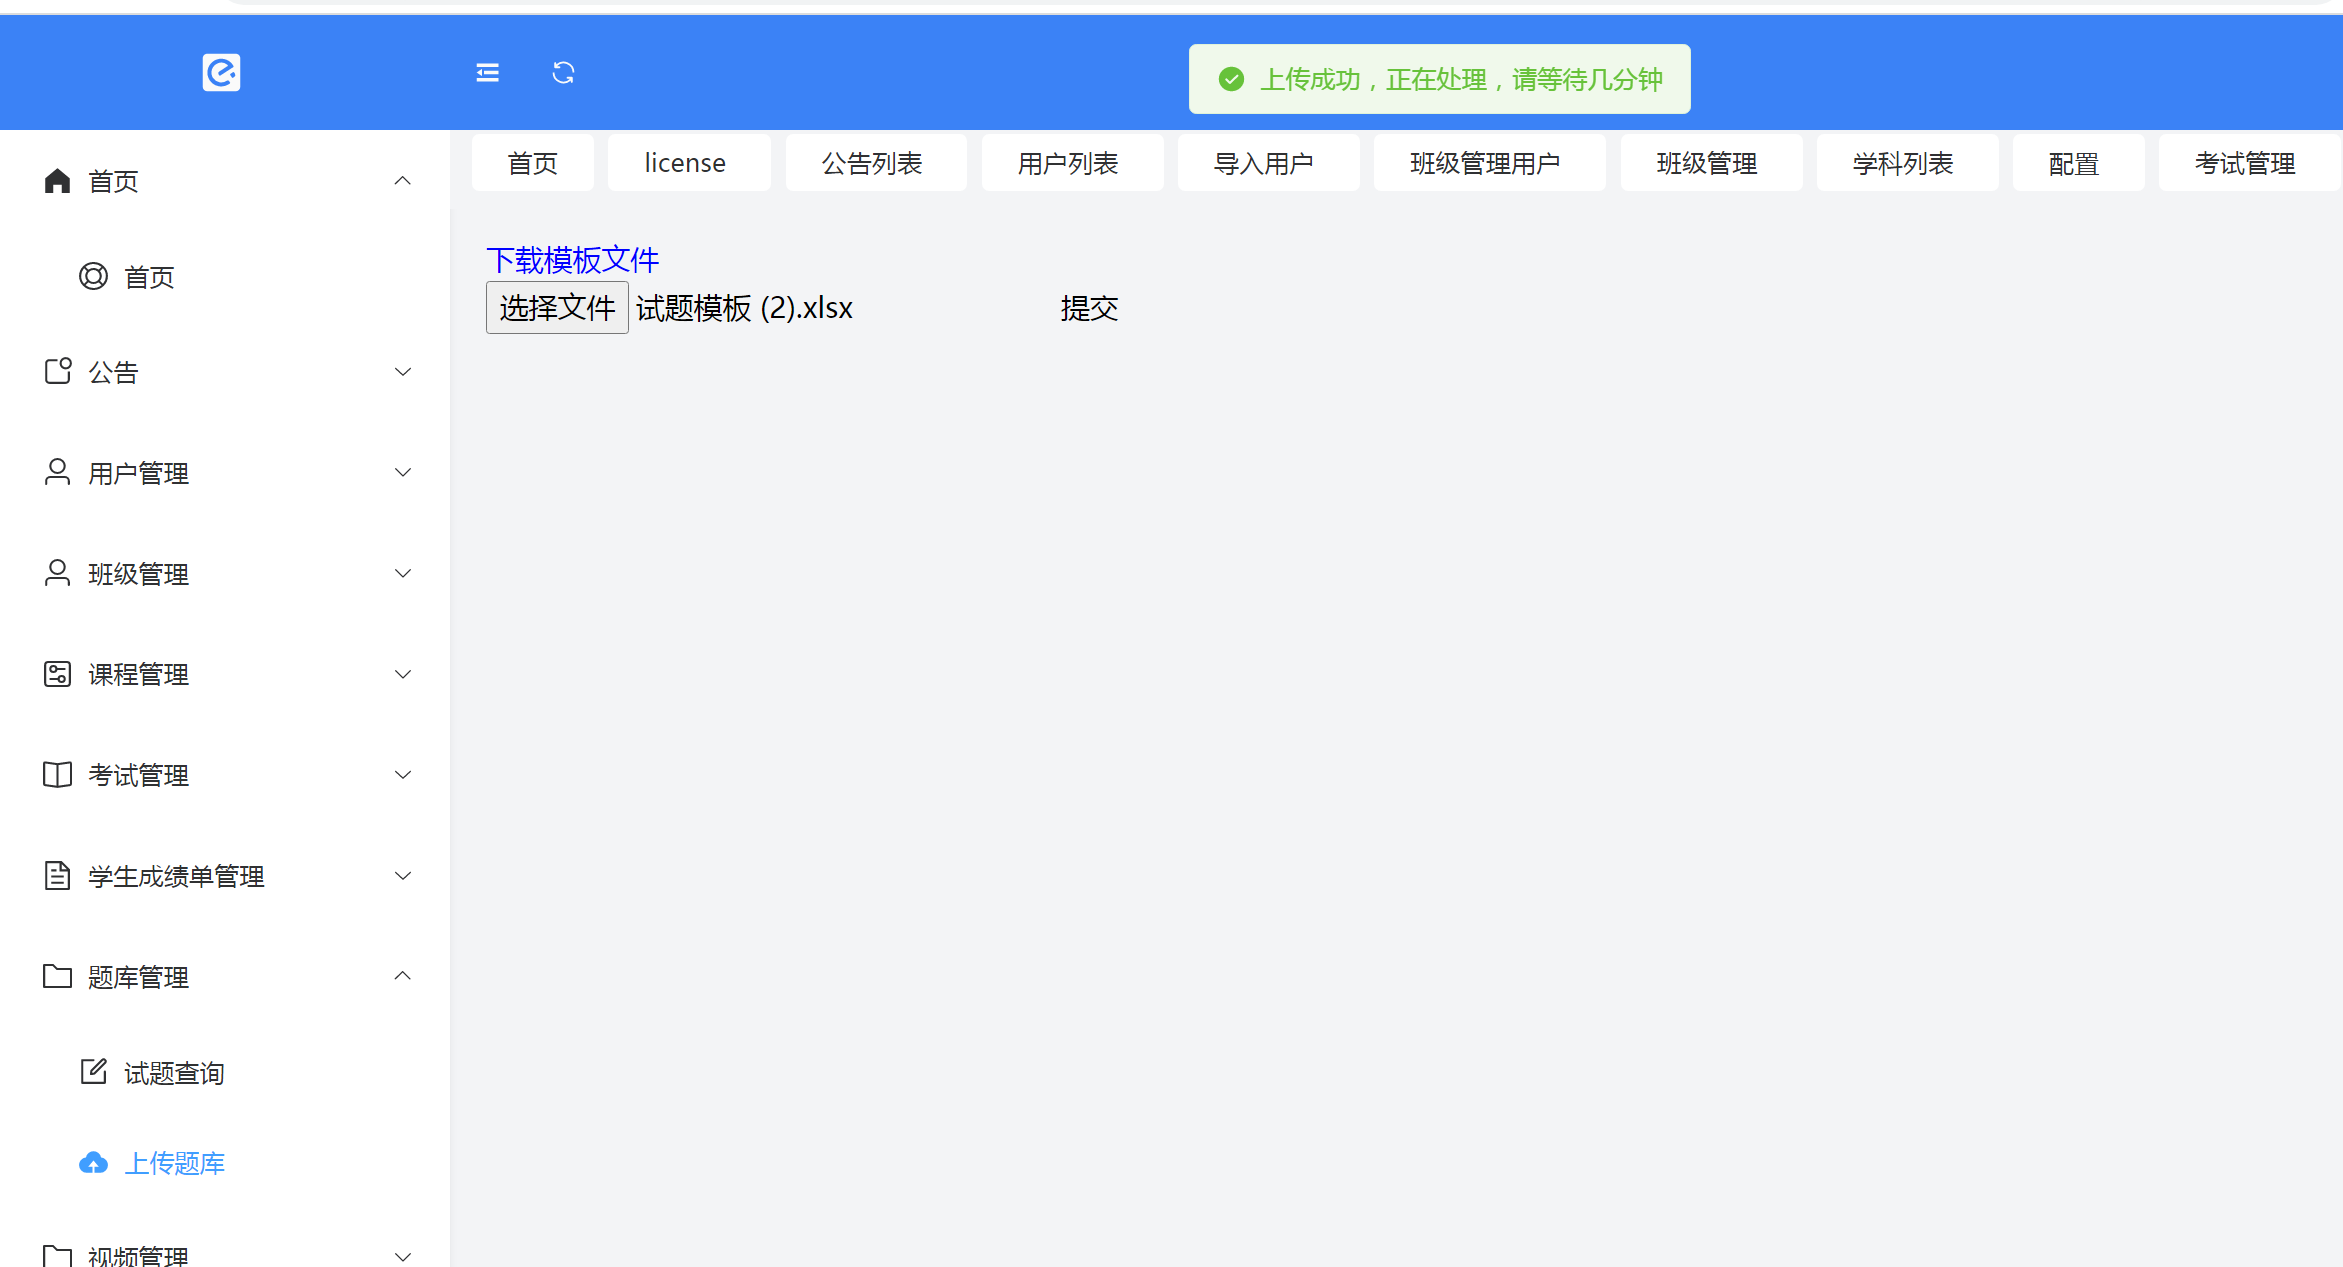 上传成功，正在处理，请等待几分钟
首页
license
公告列表
用户列表
导入用户
班级管理用户
班级管理
学科列表
配置
考试管理
首页
首页
公告
用户管理
班级管理
课程管理
考试管理
学生成绩单管理
题库管理
试题查询
上传题库
视频管理
下载模板文件
选择文件 试题模板 (2).xlsx 提交